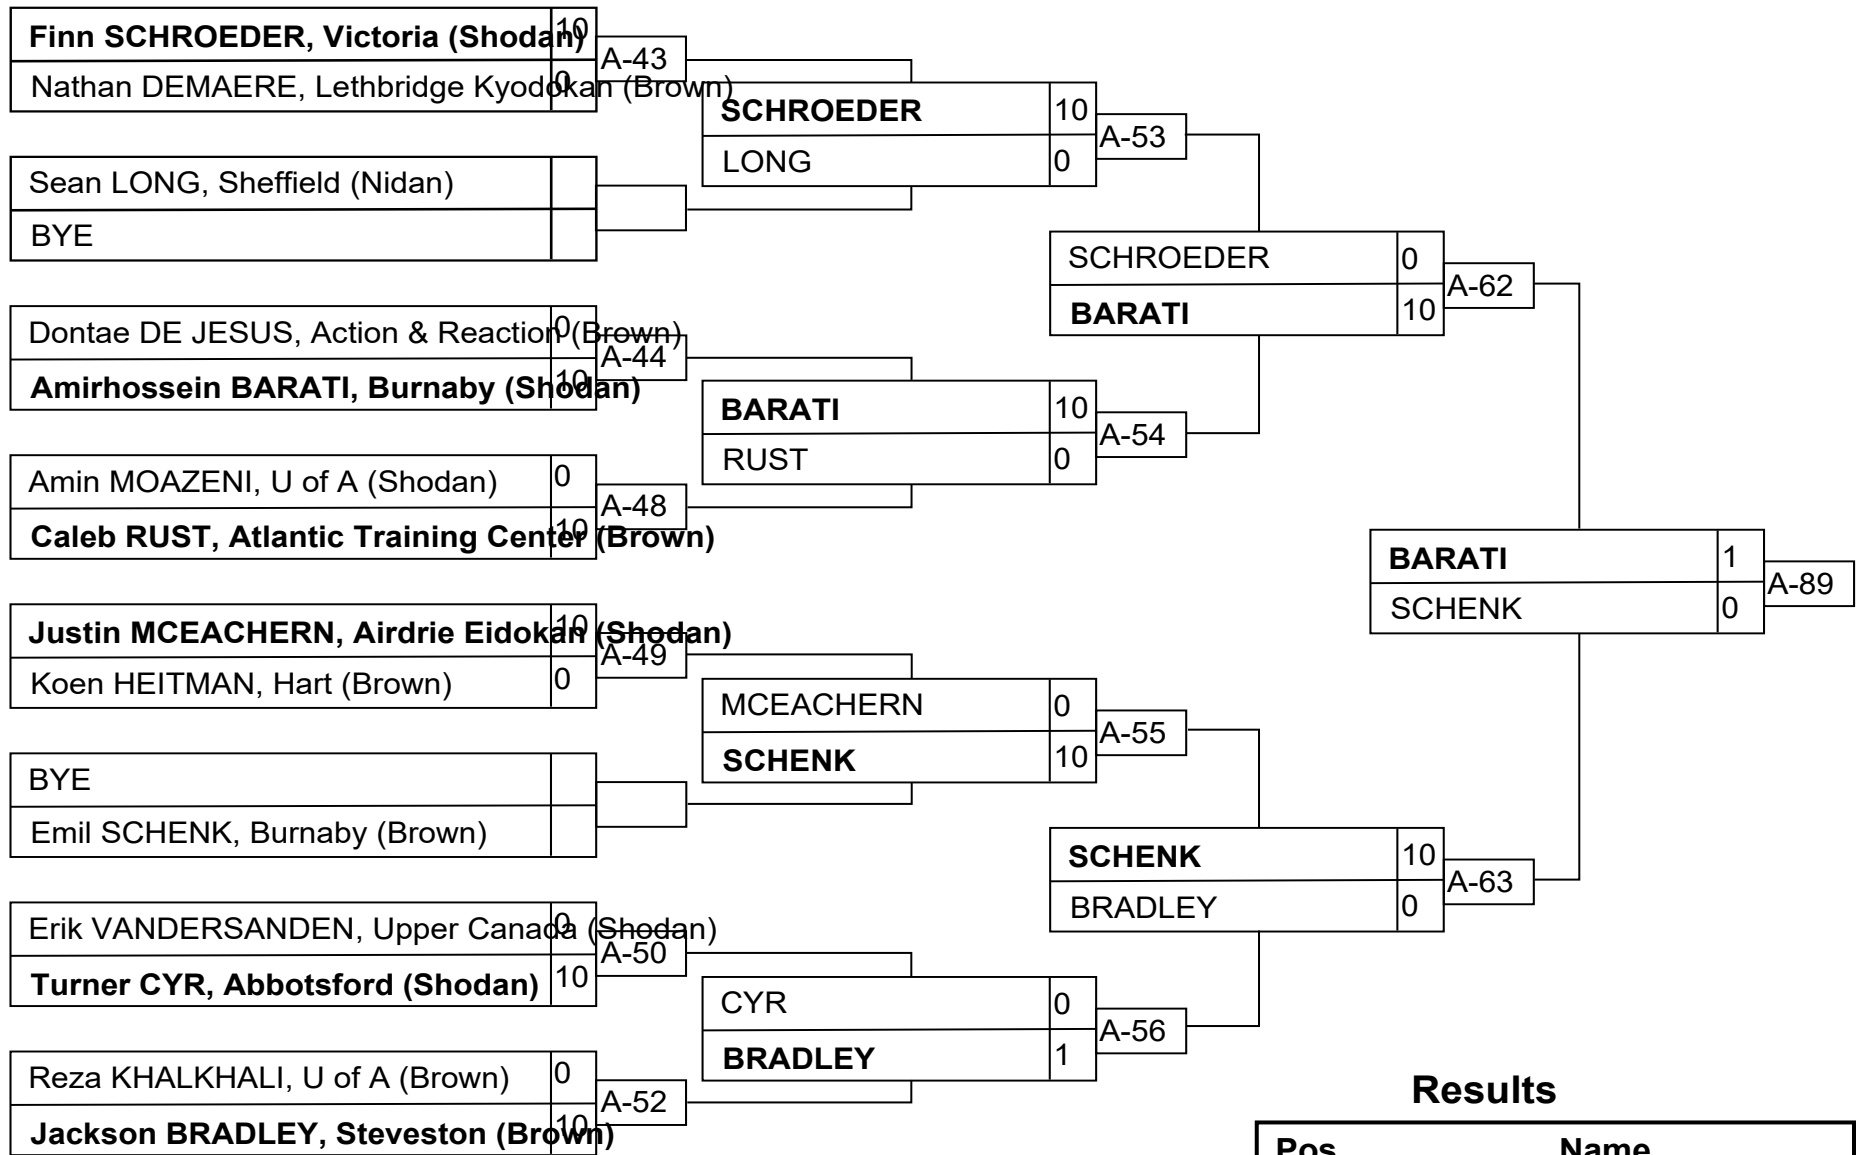 Finn SCHROEDER, Victoria (Shodan) 10
A-43
Nathan DEMAERE, Lethbridge Kyodokan (Brown) 0
SCHROEDER 10
LONG 0
A-53
Sean LONG, Sheffield (Nidan)
BYE
SCHROEDER 0
BARATI 10
A-62
Dontae DE JESUS, Action & Reaction (Brown) 0
A-44
Amirhossein BARATI, Burnaby (Shodan) 10
BARATI 10
RUST 0
A-54
Amin MOAZENI, U of A (Shodan) 0
A-48
Caleb RUST, Atlantic Training Center (Brown) 10
BARATI 1
SCHENK 0
A-89
Justin MCEACHERN, Airdrie Eidokan (Shodan) 10
A-49
Koen HEITMAN, Hart (Brown) 0
MCEACHERN 0
SCHENK 10
A-55
BYE
Emil SCHENK, Burnaby (Brown)
SCHENK 10
BRADLEY 0
A-63
Erik VANDERSANDEN, Upper Canada (Shodan) 0
A-50
Turner CYR, Abbotsford (Shodan) 10
CYR 0
BRADLEY 1
A-56
Reza KHALKHALI, U of A (Brown) 0
A-52
Jackson BRADLEY, Steveston (Brown) 10
Results
Pos Name